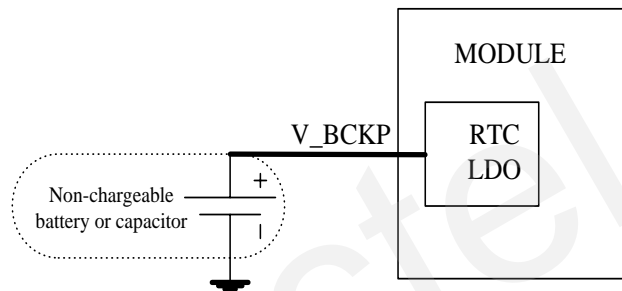 MODULE
V_BCKP
RTC
LDO
Non-chargeable
battery or capacitor
+
-